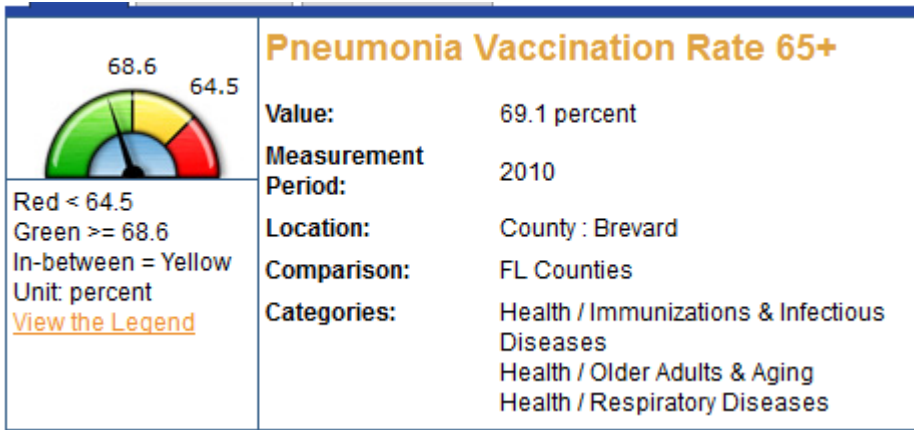 68.6
64.5
Red < 64.5
Green >= 68.6
In-between = Yellow
Unit: percent
View the Legend
Pneumonia Vaccination Rate 65+
Value: 69.1 percent
Measurement
Period: 2010
Location: County : Brevard
Comparison: FL Counties
Categories: Health / Immunizations & Infectious
Diseases
Health / Older Adults & Aging
Health / Respiratory Diseases